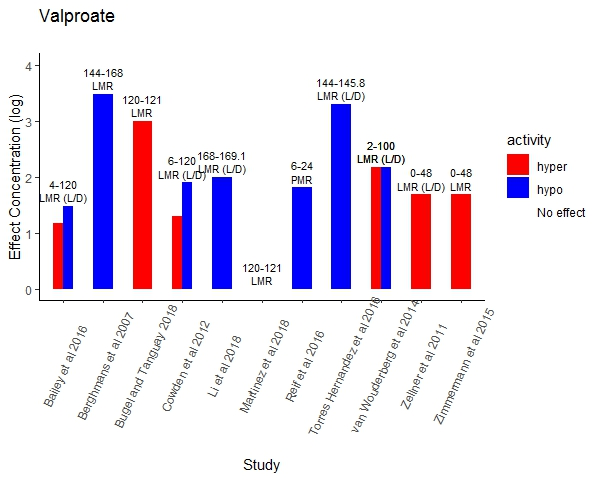 Valproate
Effect Concentration (log)
4
3
2
1
0
4-120
LMR (L/D)
144-168
LMR
120-121
LMR
6-120
LMR (L/D)
168-169.1
LMR (L/D)
120-121
LMR
6-24
PMR
144-145.8
LMR (L/D)
2-100
LMR (L/D)
0-48
LMR (L/D)
0-48
LMR
Bailey et al 2016
Berghmans et al 2007
Bugel and Tanguay 2018
Cowden et al 2012
Li et al 2018
Martinez et al 2018
Reif et al 2016
Torres Hernandez et al 2016
van Wouderberg et al 2014
Zellner et al 2011
Zimmermann et al 2015
Study
activity
hyper
hypo
No effect